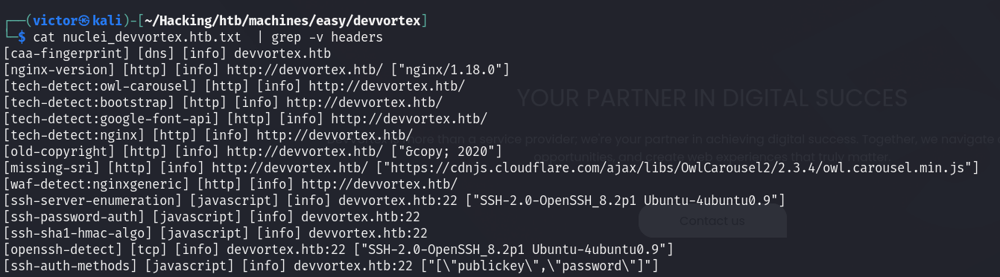 ┌──(victor㉿kali)-[~/Hacking/htb/machines/easy/devvortex]
└─$ cat nuclei_devvortex.htb.txt  | grep -v headers
[caa-fingerprint] [dns] [info] devvortex.htb
[nginx-version] [http] [info] http://devvortex.htb/ ["nginx/1.18.0"]
[tech-detect:owl-carousel] [http] [info] http://devvortex.htb/
[tech-detect:bootstrap] [http] [info] http://devvortex.htb/
[tech-detect:google-font-api] [http] [info] http://devvortex.htb/
[tech-detect:nginx] [http] [info] http://devvortex.htb/
[old-copyright] [http] [info] http://devvortex.htb/ ["&copy; 2020"]
[missing-sri] [http] [info] http://devvortex.htb/ ["https://cdnjs.cloudflare.com/ajax/libs/OwlCarousel2/2.3.4/owl.carousel.min.js"]
[waf-detect:nginxgeneric] [http] [info] http://devvortex.htb/
[ssh-server-enumeration] [javascript] [info] devvortex.htb:22 ["SSH-2.0-OpenSSH_8.2p1 Ubuntu-4ubuntu0.9"]
[ssh-password-auth] [javascript] [info] devvortex.htb:22
[ssh-sha1-hmac-algo] [javascript] [info] devvortex.htb:22
[openssh-detect] [tcp] [info] devvortex.htb:22 ["SSH-2.0-OpenSSH_8.2p1 Ubuntu-4ubuntu0.9"]
[ssh-auth-methods] [javascript] [info] devvortex.htb:22 ["[\"publickey\",\"password\"]"]
YOUR PARTNER IN DIGITAL SUCCES
more than a service provider; we're your partner in achieving digital success. Together, we navigate
opportunities, and create web experiences that truly matter
Contact us